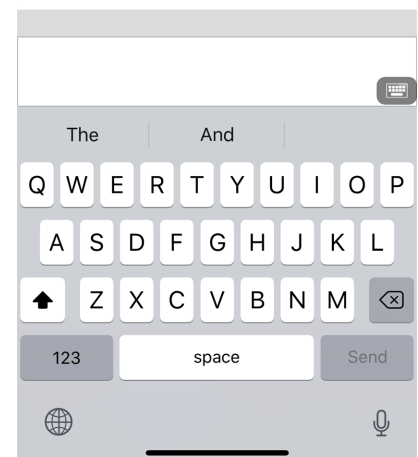 The And
Q W E R T Y U I O P
A S D F G H J K L
Z X C V B N M
123 space Send